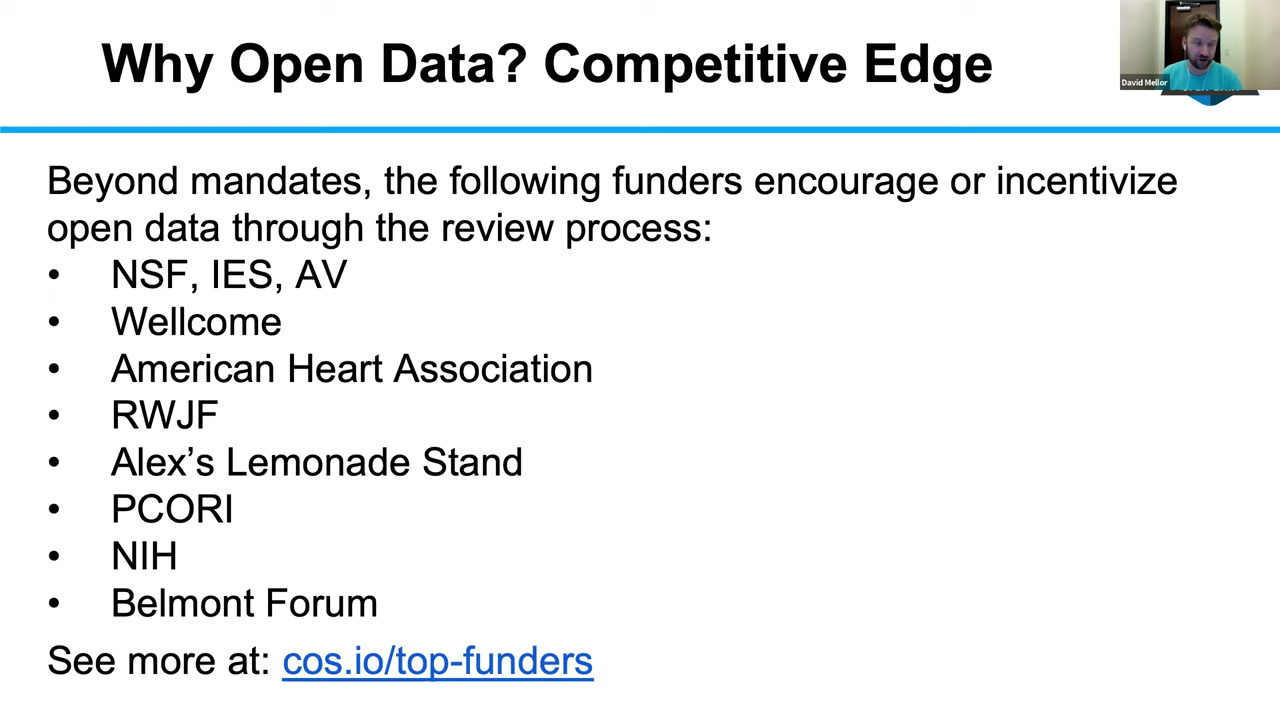 Why Open Data? Competitive Edge
David Mellor
Beyond mandates, the following funders encourage or incentivize
open data through the review process:
• NSF, IES, AV
• Wellcome
• American Heart Association
• RWJF
• Alex’s Lemonade Stand
• PCORI
• NIH
• Belmont Forum
See more at: cos.io/top-funders